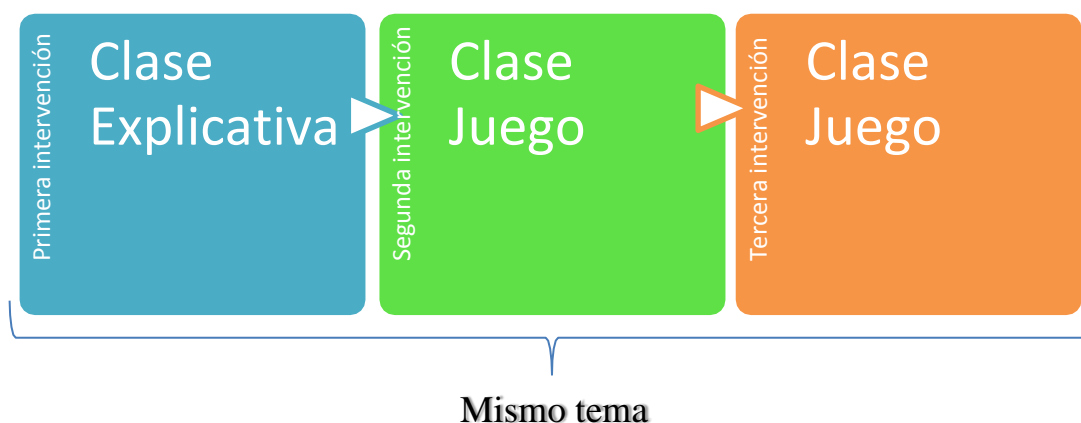 Primera intervención
Clase
Explicativa
Segunda intervención
Clase
Juego
Tercera intervención
Clase
Juego
Mismo tema